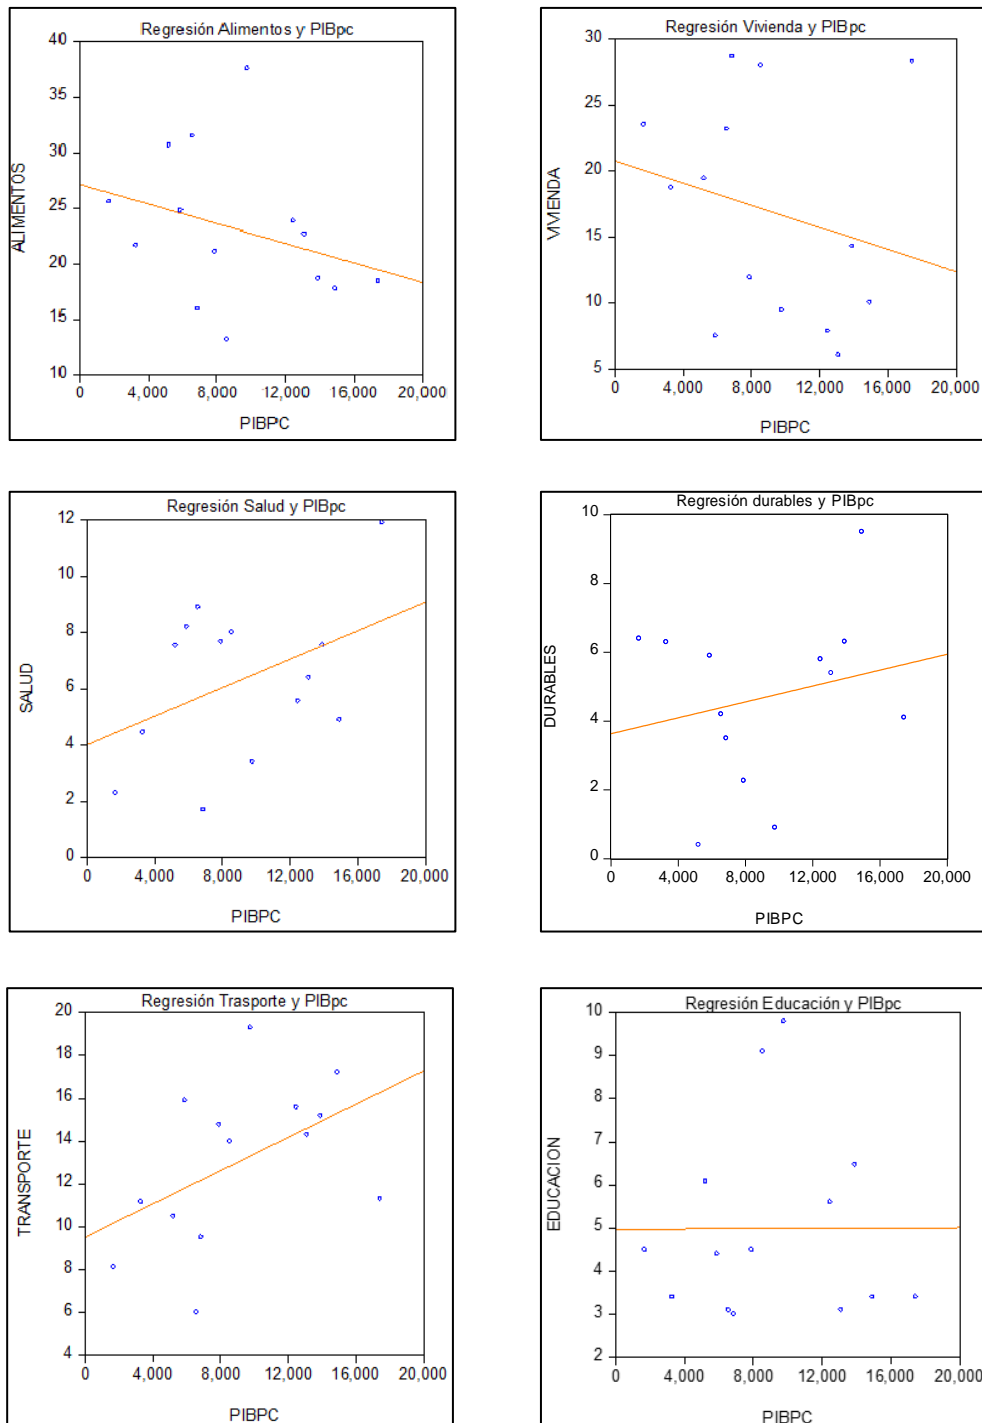 Regresión Alimentos y PIBpc
40
35
30
25
20
15
10
ALIMENTOS
0 4,000 8,000 12,000 16,000 20,000
PIBPC
Regresión Vivienda y PIBpc
30
25
20
15
10
5
VIVIENDA
0 4,000 8,000 12,000 16,000 20,000
PIBPC
Regresión Salud y PIBpc
12
10
8
6
4
2
0
SALUD
0 4,000 8,000 12,000 16,000 20,000
PIBPC
Regresión durables y PIBpc
10
8
6
4
2
0
DURABLES
0 4,000 8,000 12,000 16,000 20,000
PIBPC
Regresión Trasporte y PIBpc
20
18
16
14
12
10
8
6
4
TRANSPORTE
0 4,000 8,000 12,000 16,000 20,000
PIBPC
Regresión Educación y PIBpc
10
9
8
7
6
5
4
3
2
EDUCACION
0 4,000 8,000 12,000 16,000 20,000
PIBPC